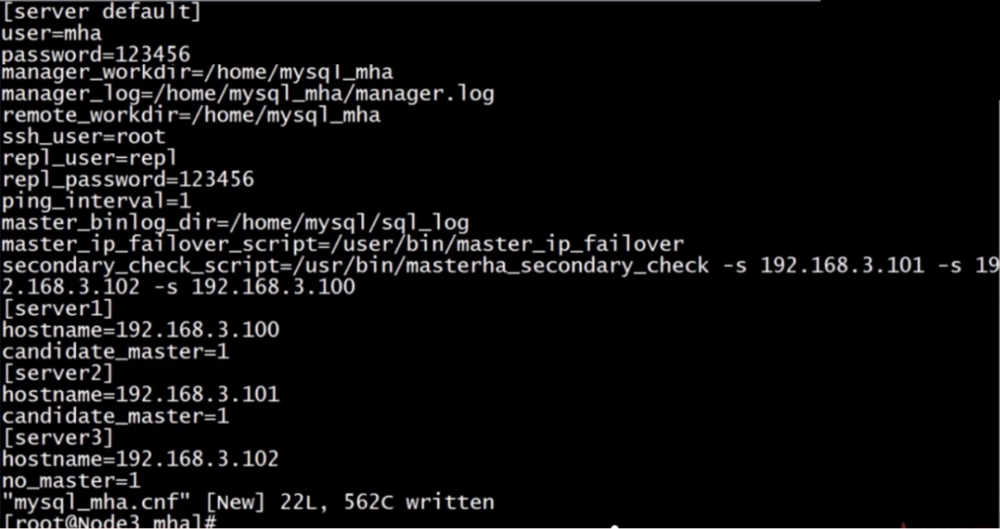 [server default]
user=mha
password=123456
manager_workdir=/home/mysql_mha
manager_log=/home/mysql_mha/manager.log
remote_workdir=/home/mysql_mha
ssh_user=root
repl_user=repl
repl_password=123456
ping_interval=1
master_binlog_dir=/home/mysql/sql_log
master_ip_failover_script=/user/bin/master_ip_failover
secondary_check_script=/usr/bin/masterha_secondary_check -s 192.168.3.101 -s 19
2.168.3.102 -s 192.168.3.100
[server1]
hostname=192.168.3.100
candidate_master=1
[server2]
hostname=192.168.3.101
candidate_master=1
[server3]
hostname=192.168.3.102
no_master=1
"mysql_mha.cnf" [New] 22L, 562C written
[root@Node3 mha]#